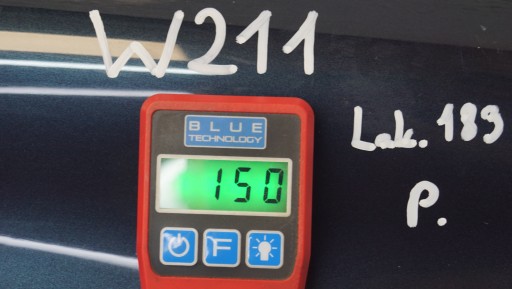 W211
Lak. 189
P.
BLUE
TECHNOLOGY
150
F